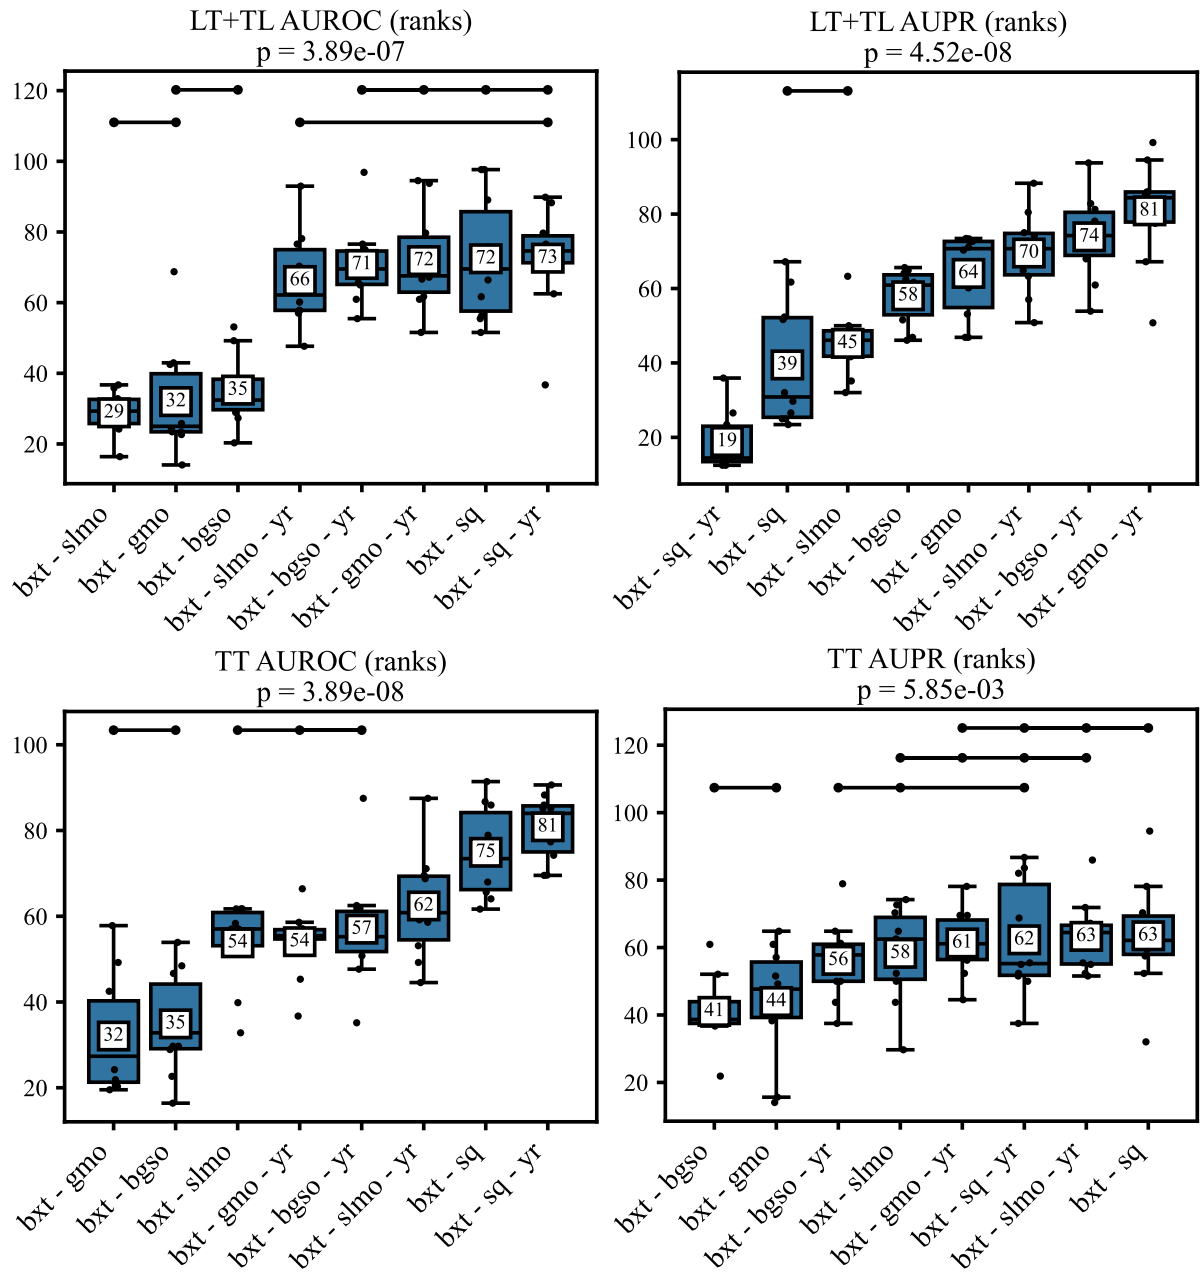 LT+TL AUROC (ranks)
p = 3.89e-07
120
100
80
60
40
20
29
32
35
66
71
72
72
73
bxt - slmo
bxt - gmo
bxt - bgso
bxt - slmo - yr
bxt - bgso - yr
bxt - gmo - yr
bxt - sq
bxt - sq - yr
LT+TL AUPR (ranks)
p = 4.52e-08
100
80
60
40
20
19
39
45
58
64
70
74
81
bxt - sq - yr
bxt - sq
bxt - slmo
bxt - bgso
bxt - gmo
bxt - slmo - yr
bxt - bgso - yr
bxt - gmo - yr
TT AUROC (ranks)
p = 3.89e-08
100
80
60
40
20
32
35
54
54
57
62
75
81
bxt - gmo
bxt - bgso
bxt - slmo
bxt - gmo - yr
bxt - bgso - yr
bxt - slmo - yr
bxt - sq
bxt - sq - yr
TT AUPR (ranks)
p = 5.85e-03
120
100
80
60
40
20
41
44
56
58
61
62
63
63
bxt - bgso
bxt - gmo
bxt - bgso - yr
bxt - slmo
bxt - gmo - yr
bxt - sq - yr
bxt - slmo - yr
bxt - sq